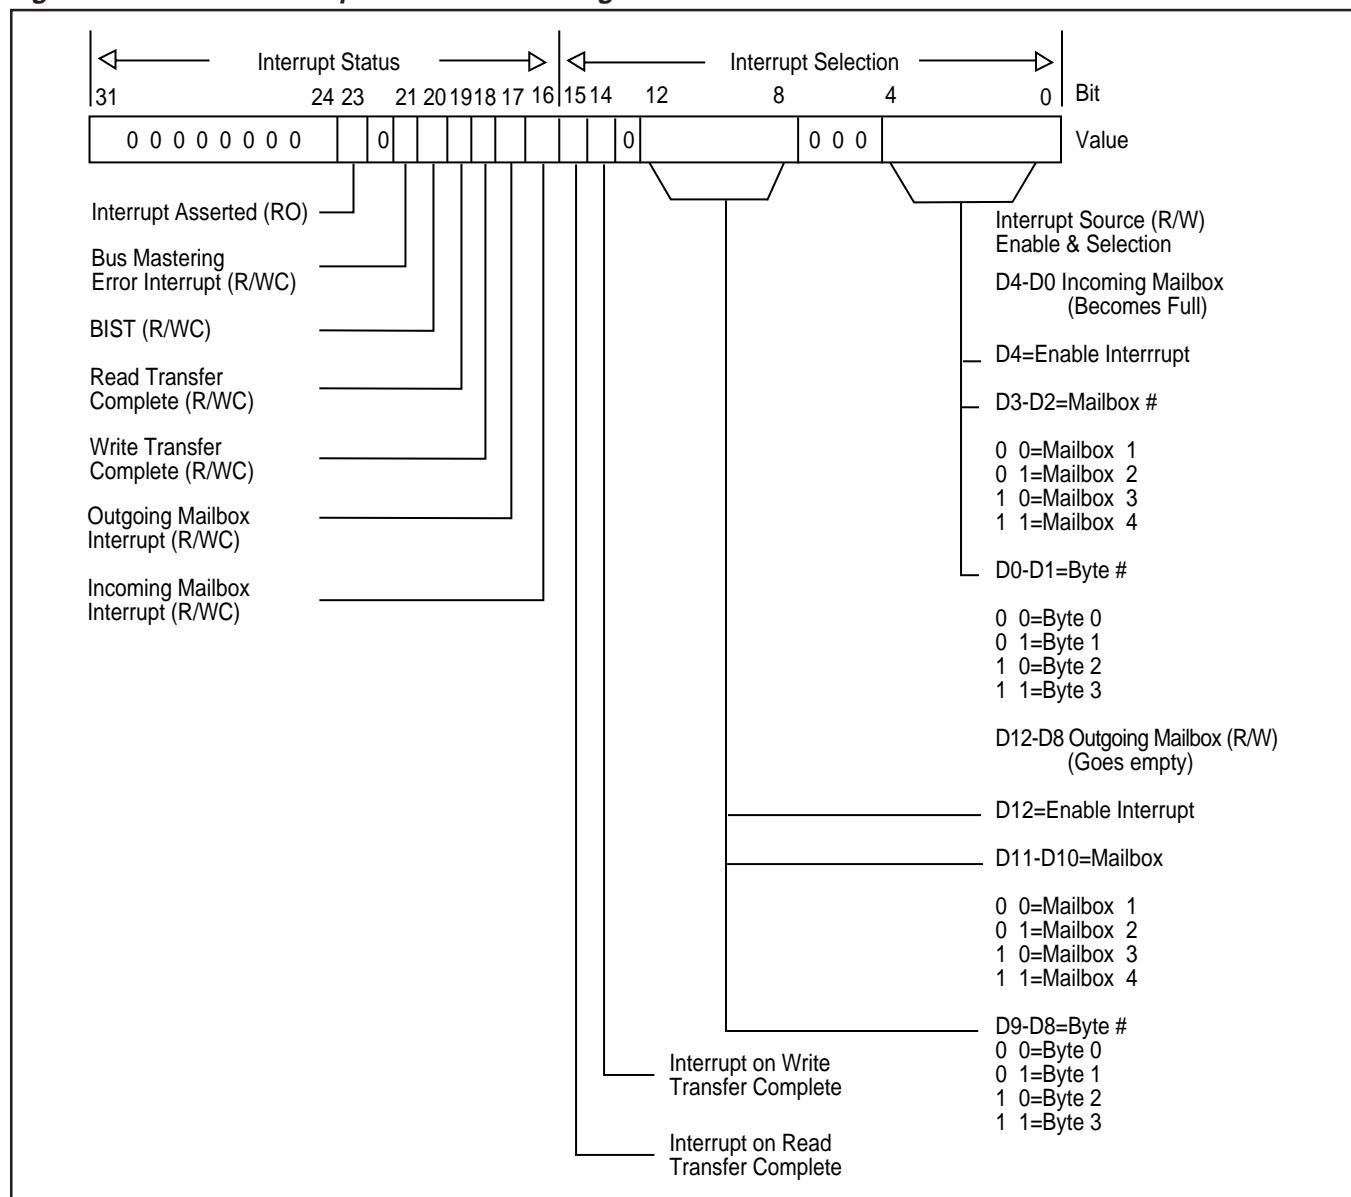 Interrupt Status Interrupt Selection
31 24 23 21 20 19 18 17 16 15 14 12 8 4 0 Bit
0 0 0 0 0 0 0 0 0 0 0 0 0 Value
Interrupt Asserted (RO)
Bus Mastering
Error Interrupt (R/WC)
BIST (R/WC)
Read Transfer
Complete (R/WC)
Write Transfer
Complete (R/WC)
Outgoing Mailbox
Interrupt (R/WC)
Incoming Mailbox
Interrupt (R/WC)
Interrupt Source (R/W)
Enable & Selection
D4-D0 Incoming Mailbox
(Becomes Full)
D4=Enable Interrrupt
D3-D2=Mailbox #
0 0=Mailbox 1
0 1=Mailbox 2
1 0=Mailbox 3
1 1=Mailbox 4
D0-D1=Byte #
0 0=Byte 0
0 1=Byte 1
1 0=Byte 2
1 1=Byte 3
D12-D8 Outgoing Mailbox (R/W)
(Goes empty)
D12=Enable Interrupt
D11-D10=Mailbox
0 0=Mailbox 1
0 1=Mailbox 2
1 0=Mailbox 3
1 1=Mailbox 4
D9-D8=Byte #
0 0=Byte 0
0 1=Byte 1
1 0=Byte 2
1 1=Byte 3
Interrupt on Write
Transfer Complete
Interrupt on Read
Transfer Complete